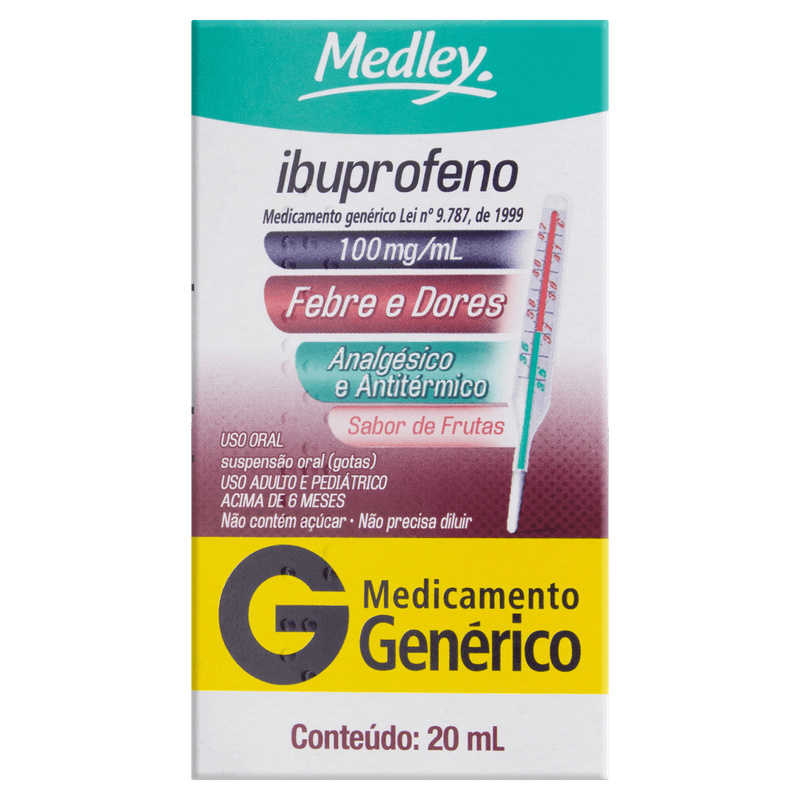 Medley.
ibuprofeno
Medicamento genérico Lei nº 9.787, de 1999
100 mg/mL
Febre e Dores
Analgésico
e Antitérmico
Sabor de Frutas
USO ORAL
suspensão oral (gotas)
USO ADULTO E PEDIÁTRICO
ACIMA DE 6 MESES
Não contém açúcar • Não precisa diluir
G Medicamento
Genérico
Conteúdo: 20 mL